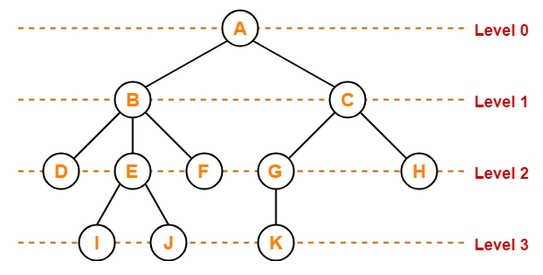 A Level 0
B C Level 1
D E F G H Level 2
I J K Level 3